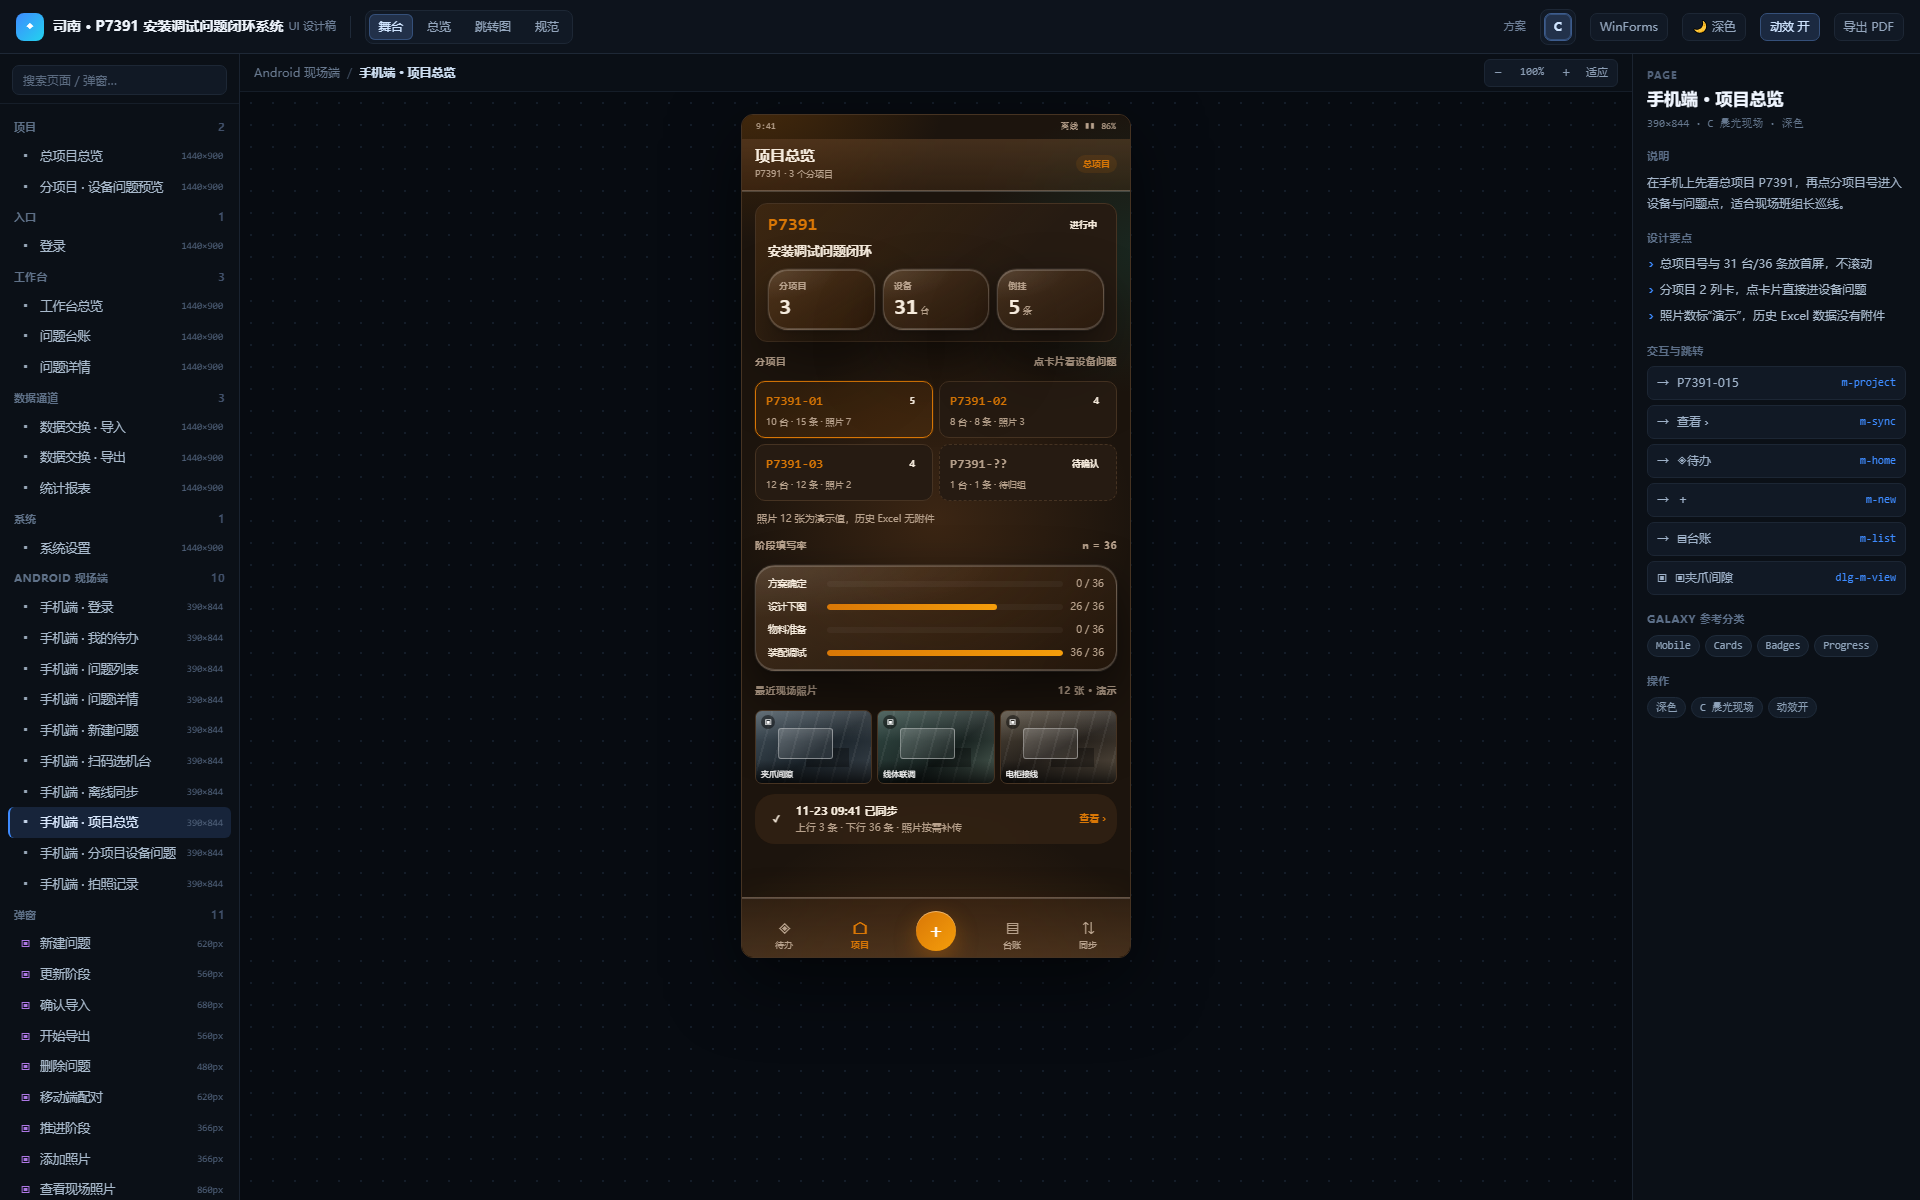 司南 • P7391 安装调试问题闭环系统 UI 设计稿
舞台 总览 跳转图 规范
方案 C WinForms 🌙 深色 动效 开 导出 PDF
搜索页面 / 弹窗...
项目 2
总项目总览 1440×900
分项目 · 设备问题预览 1440×900
入口 1
登录 1440×900
工作台 3
工作台总览 1440×900
问题台账 1440×900
问题详情 1440×900
数据通道 3
数据交换 · 导入 1440×900
数据交换 · 导出 1440×900
统计报表 1440×900
系统 1
系统设置 1440×900
ANDROID 现场端 10
手机端 · 登录 390×844
手机端 · 我的待办 390×844
手机端 · 问题列表 390×844
手机端 · 问题详情 390×844
手机端 · 新建问题 390×844
手机端 · 扫码选机台 390×844
手机端 · 离线同步 390×844
手机端 · 项目总览 390×844
手机端 · 分项目设备问题 390×844
手机端 · 拍照记录 390×844
弹窗 11
新建问题 620px
更新阶段 560px
确认导入 680px
开始导出 560px
删除问题 480px
移动端配对 620px
推进阶段 366px
添加照片 366px
查看现场照片 860px
Android 现场端 / 手机端 • 项目总览
− 100% + 适应
9:41 离线 86%
项目总览
P7391 · 3 个分项目
总项目
P7391 进行中
安装调试问题闭环
分项目 设备 倒挂
3 31 台 5 条
分项目 点卡片看设备问题
P7391-01 5
10 台 · 15 条 · 照片 7
P7391-02 4
8 台 · 8 条 · 照片 3
P7391-03 4
12 台 · 12 条 · 照片 2
P7391-?? 待确认
1 台 · 1 条 · 待归组
照片 12 张为演示值，历史 Excel 无附件
阶段填写率 n = 36
方案确定 0 / 36
设计下图 26 / 36
物料准备 0 / 36
装配调试 36 / 36
最近现场照片 12 张 • 演示
夹爪间隙 线体联调 电柜接线
✓ 11-23 09:41 已同步
上行 3 条 · 下行 36 条 · 照片按需补传
查看 ›
+
待办 项目 台账 同步
PAGE
手机端 • 项目总览
390×844 · C 晨光现场 · 深色
说明
在手机上先看总项目 P7391，再点分项目号进入
设备与问题点，适合现场班组长巡线。
设计要点
› 总项目号与 31 台/36 条放首屏，不滚动
› 分项目 2 列卡，点卡片直接进设备问题
› 照片数标“演示”，历史 Excel 数据没有附件
交互与跳转
→ P7391-015 m-project
→ 查看 › m-sync
→ ◈待办 m-home
→ + m-new
→ ▤台账 m-list
▣ ▣夹爪间隙 dlg-m-view
GALAXY 参考分类
Mobile Cards Badges Progress
操作
深色 C 晨光现场 动效开